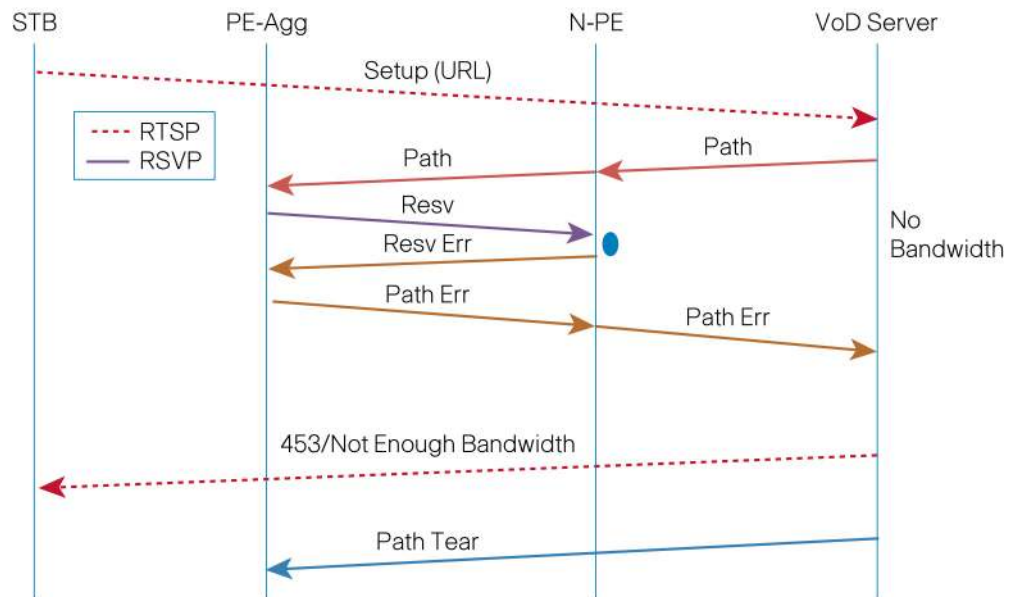 STB
PE-Agg
N-PE
VoD Server
Setup (URL)
RTSP
RSVP
Path
Path
Resv
No
Bandwidth
Resv Err
Path Err
Path Err
453/Not Enough Bandwidth
Path Tear